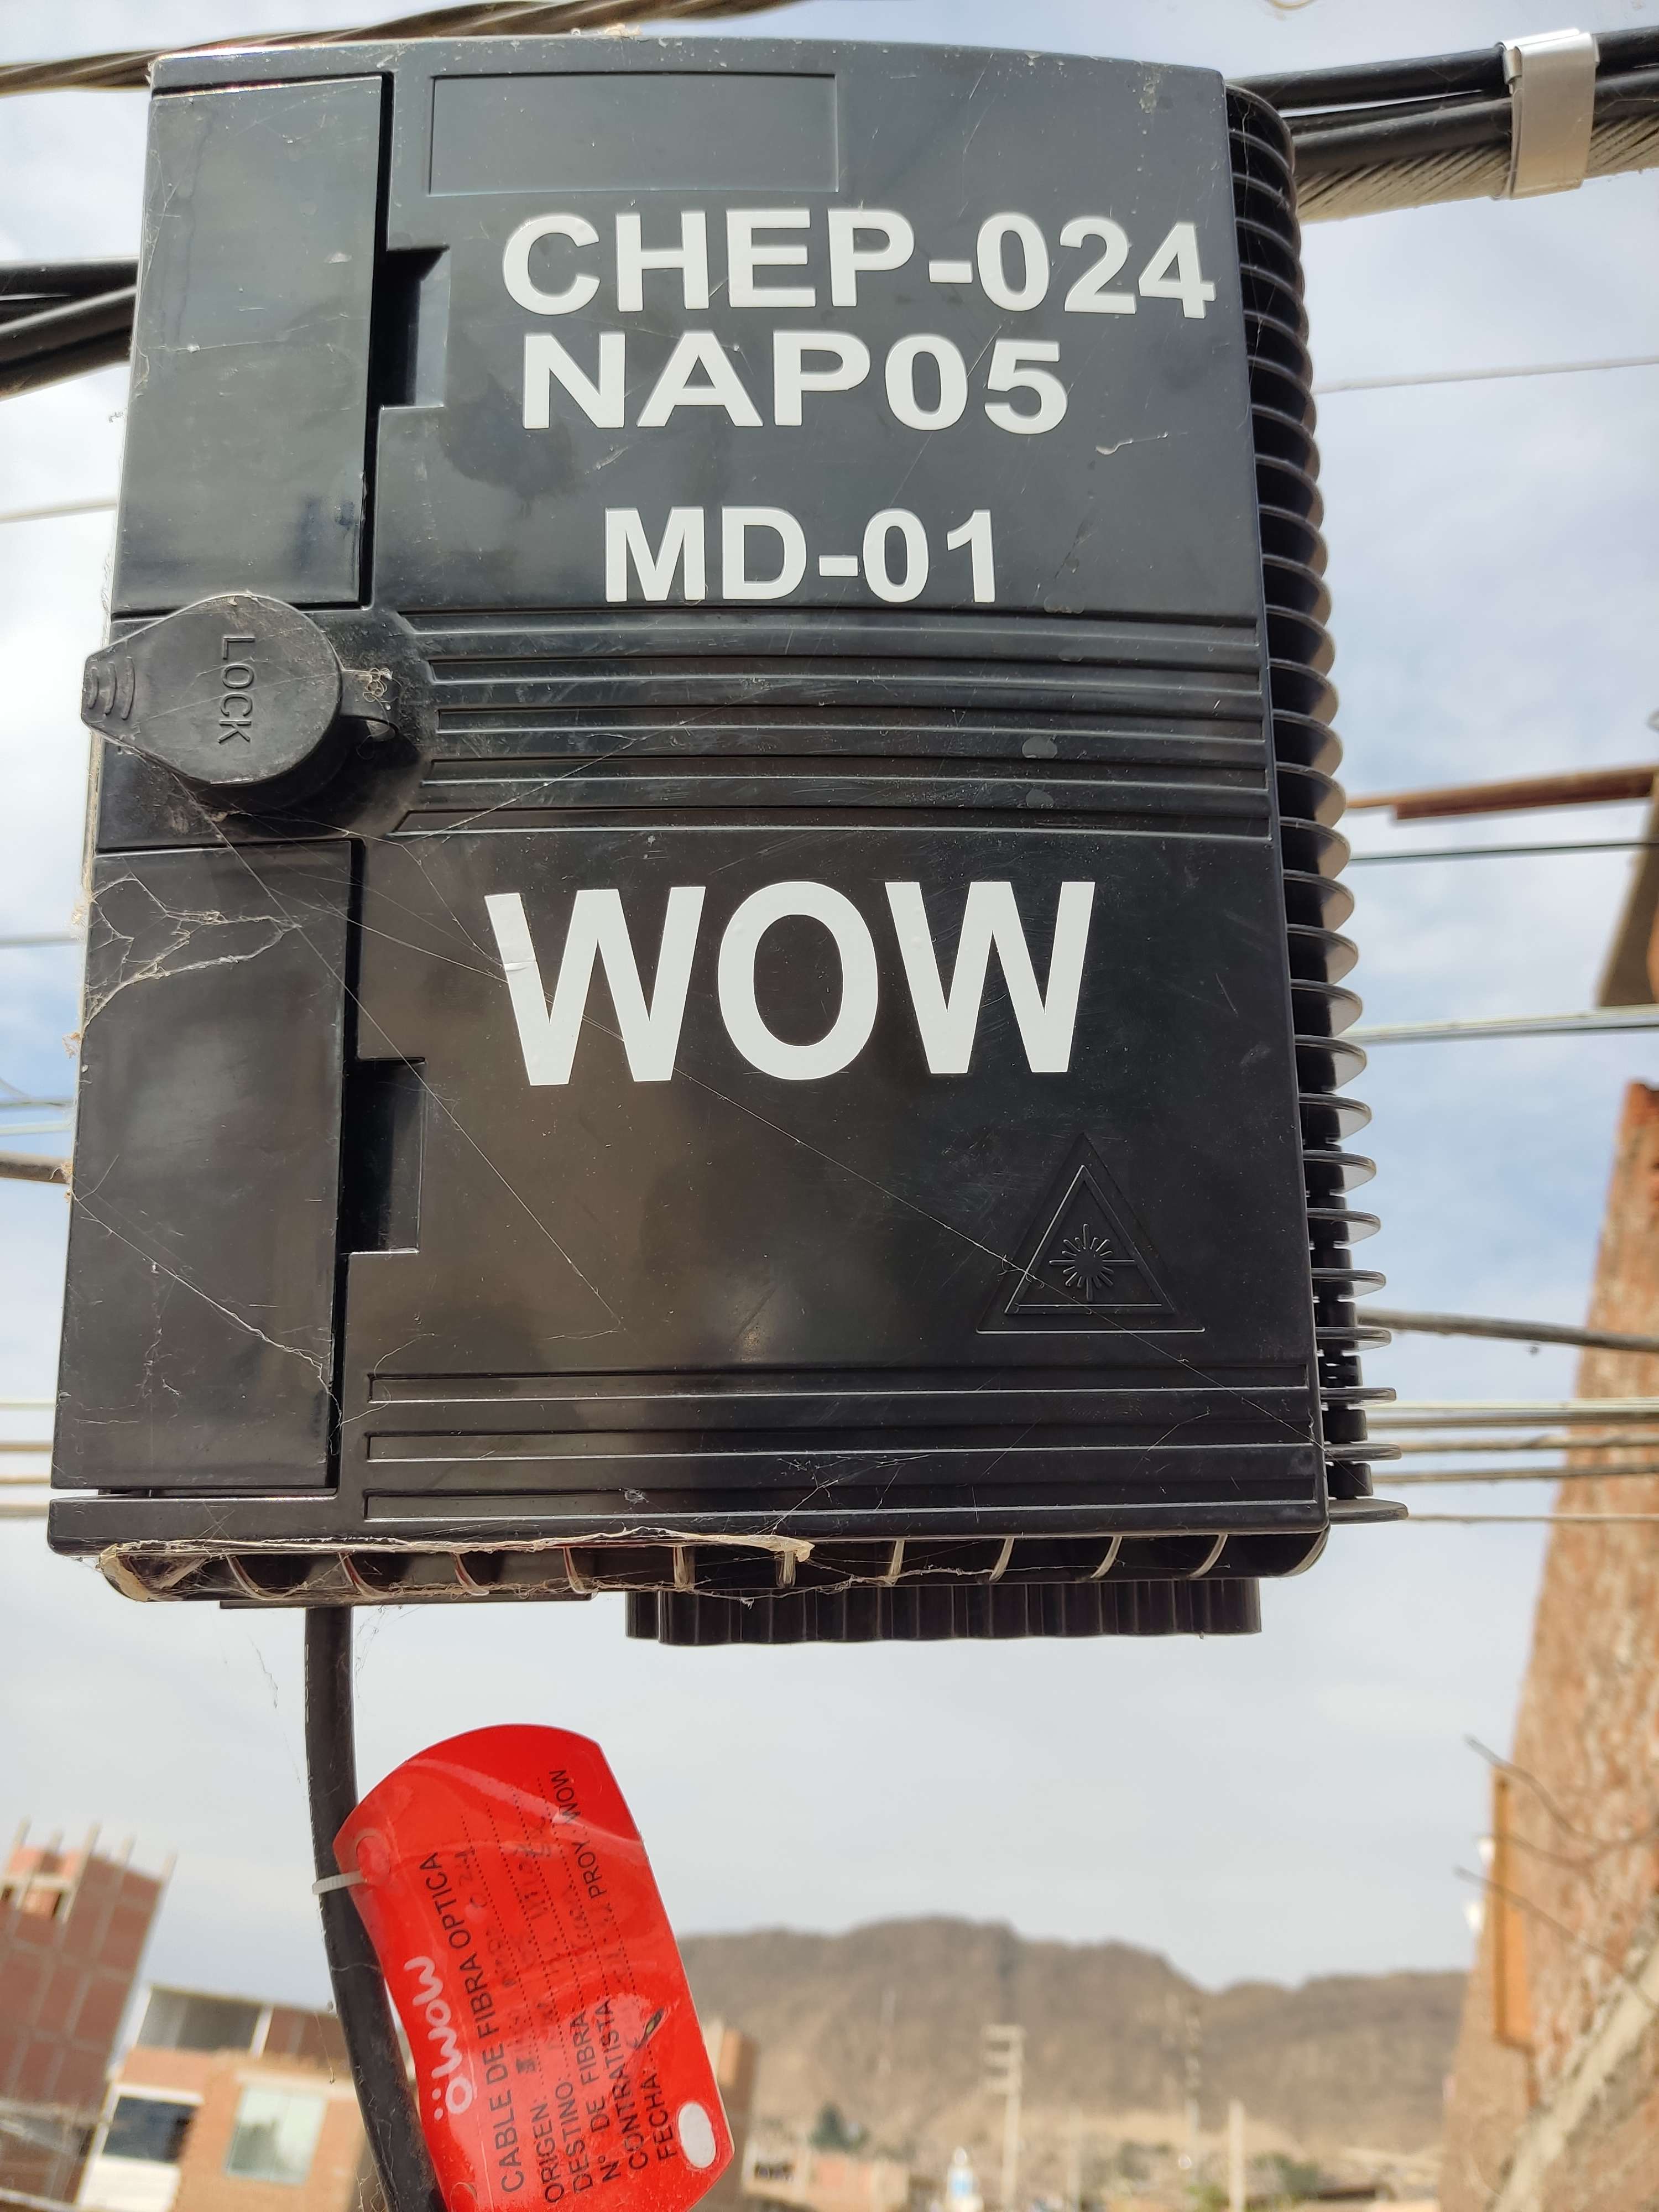 CHEP-024
NAP05
MD-01
LOCK
WOW
WOW
CABLE DE FIBRA OPTICA
ORIGEN:
DESTINO:
N° DE FIBRA:
CONTRATISTA: PROY. WOW
FECHA: